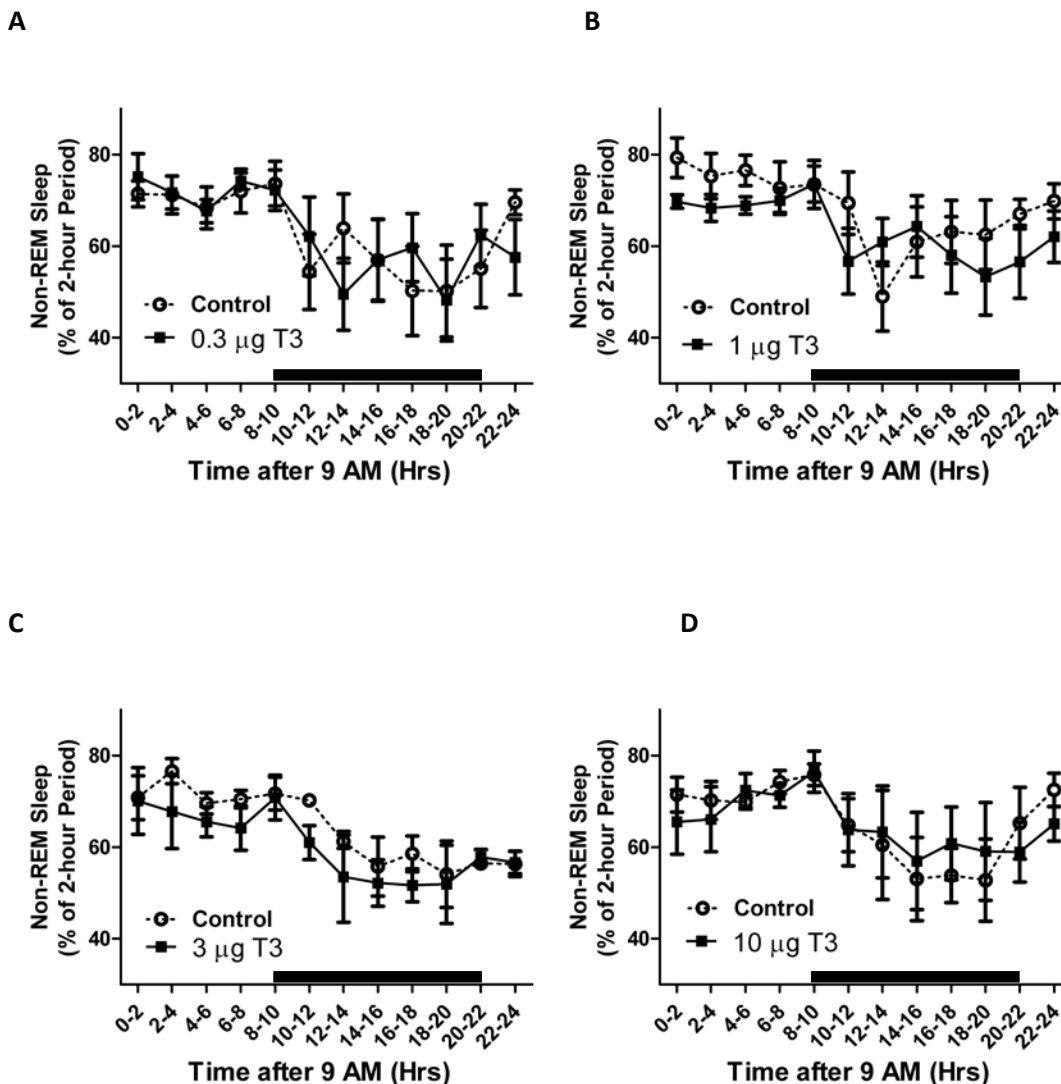 A
Non-REM Sleep
(% of 2-hour Period)
80
60
40
Control
0.3 μg T3
0-2
2-4
4-6
6-8
8-10
10-12
12-14
14-16
16-18
18-20
20-22
22-24
Time after 9 AM (Hrs)
B
Non-REM Sleep
(% of 2-hour Period)
80
60
40
Control
1 μg T3
0-2
2-4
4-6
6-8
8-10
10-12
12-14
14-16
16-18
18-20
20-22
22-24
Time after 9 AM (Hrs)
C
Non-REM Sleep
(% of 2-hour Period)
80
60
40
Control
3 μg T3
0-2
2-4
4-6
6-8
8-10
10-12
12-14
14-16
16-18
18-20
20-22
22-24
Time after 9 AM (Hrs)
D
Non-REM Sleep
(% of 2-hour Period)
80
60
40
Control
10 μg T3
0-2
2-4
4-6
6-8
8-10
10-12
12-14
14-16
16-18
18-20
20-22
22-24
Time after 9 AM (Hrs)